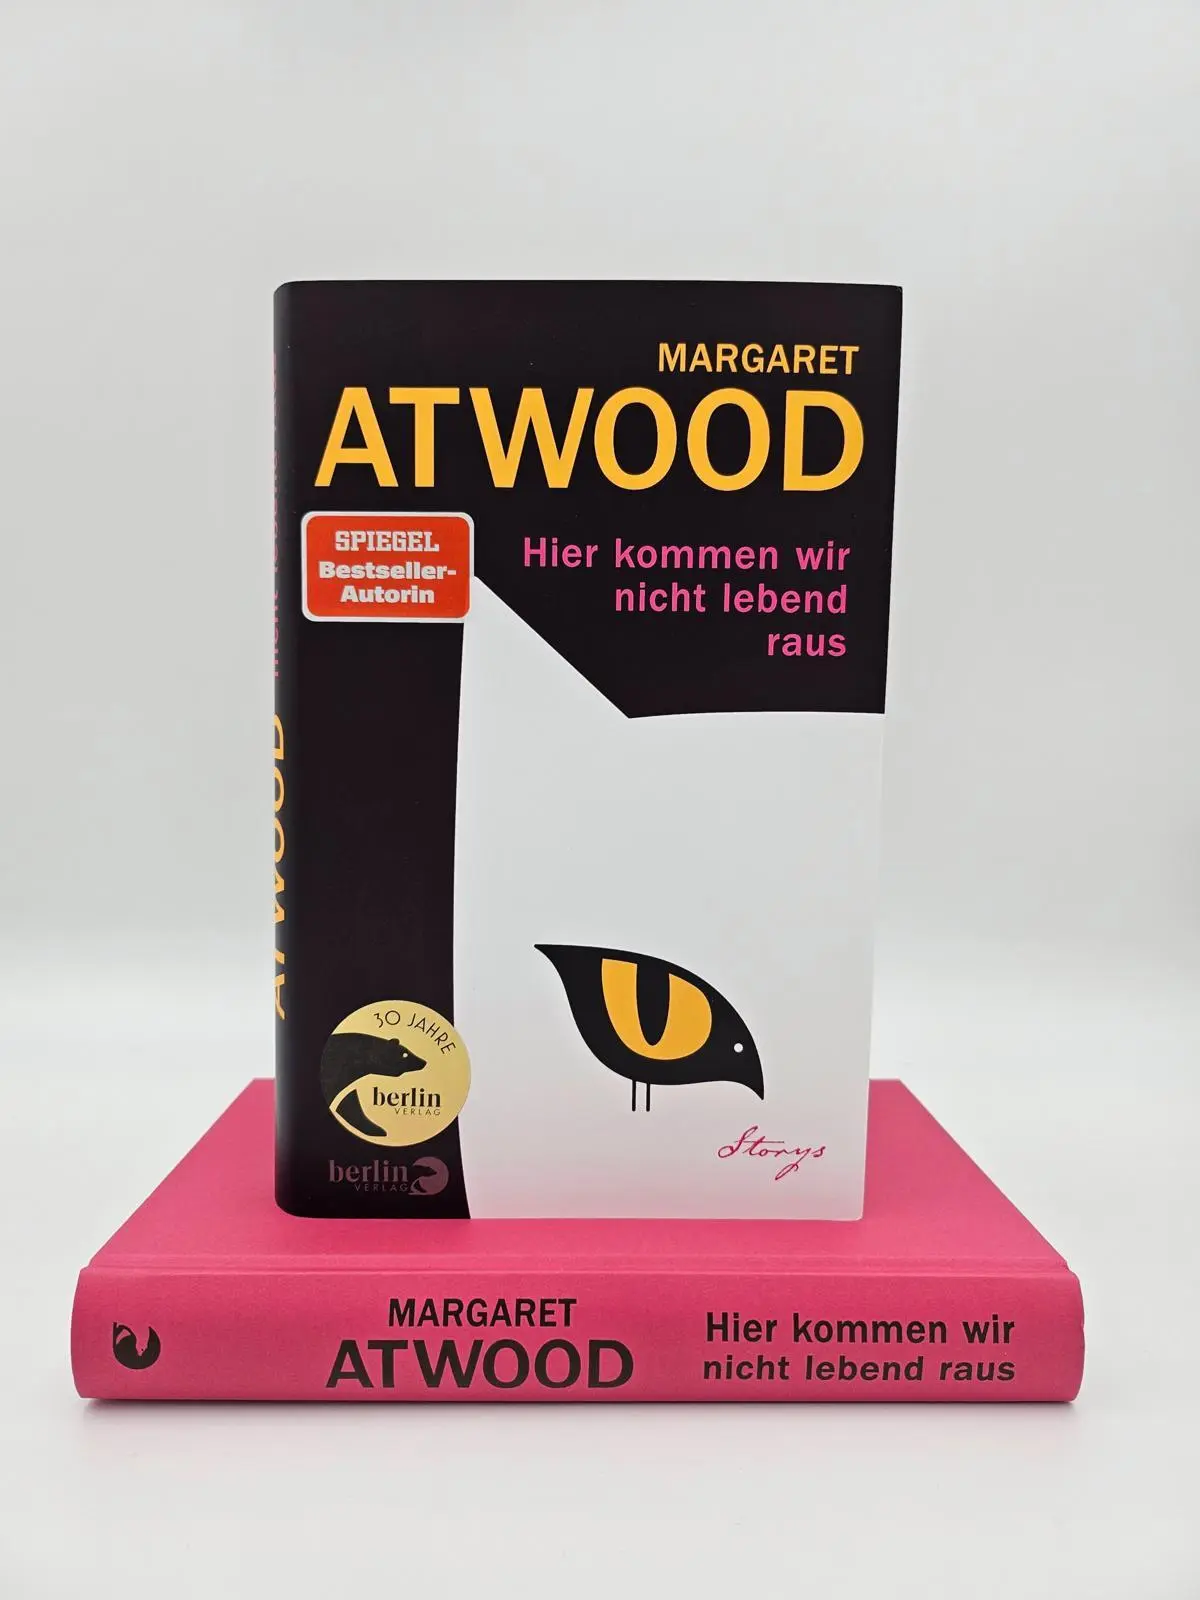 MARGARET
ATWOOD
SPIEGEL
Bestseller-
Autorin
Hier kommen wir
nicht lebend
raus
ATWOOD
30 JAHRE
berlin
VERLAG
berlin
VERLAG
Storys
MARGARET
ATWOOD
Hier kommen wir
nicht lebend raus